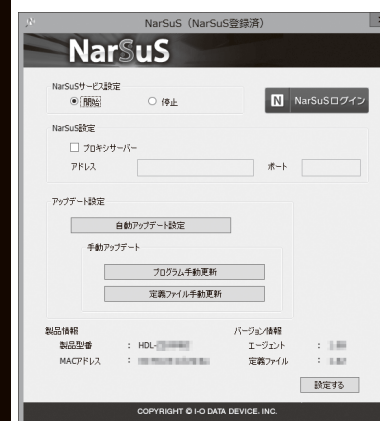 NarSuS（NarSuS登録済）
NarSuS
NarSuSサービス設定
開始 停止
N NarSuSログイン
NarSuS設定
プロキシサーバー
アドレス ポート
アップデート設定
自動アップデート設定
手動アップデート
プログラム手動更新
定義ファイル手動更新
製品情報 バージョン情報
製品型番 : HDL- エージェント :
MACアドレス : 定義ファイル :
設定する
COPYRIGHT © I-O DATA DEVICE. INC.